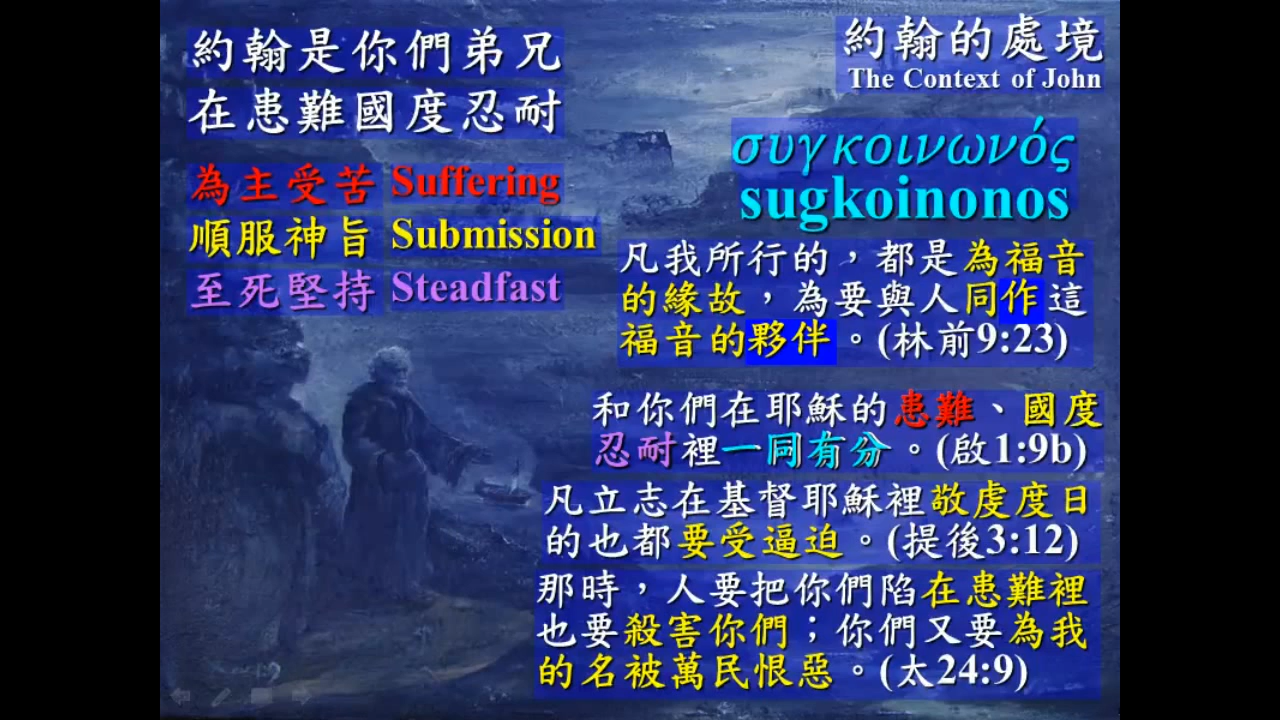 約翰是你們弟兄
在患難國度忍耐
為主受苦 Suffering
順服神旨 Submission
至死堅持 Steadfast
約翰的處境
The Context of John
συγκοινωνός
sugkoinonos
凡我所行的，都是為福音
的緣故，為要與人同作這
福音的夥伴。(林前9:23)
和你們在耶穌的患難、國度
忍耐裡一同有分。(啟1:9b)
凡立志在基督耶穌裡敬虔度日
的也都要受逼迫。(提後3:12)
那時，人要把你們陷在患難裡
也要殺害你們；你們又要為我
的名被萬民恨惡。(太24:9)